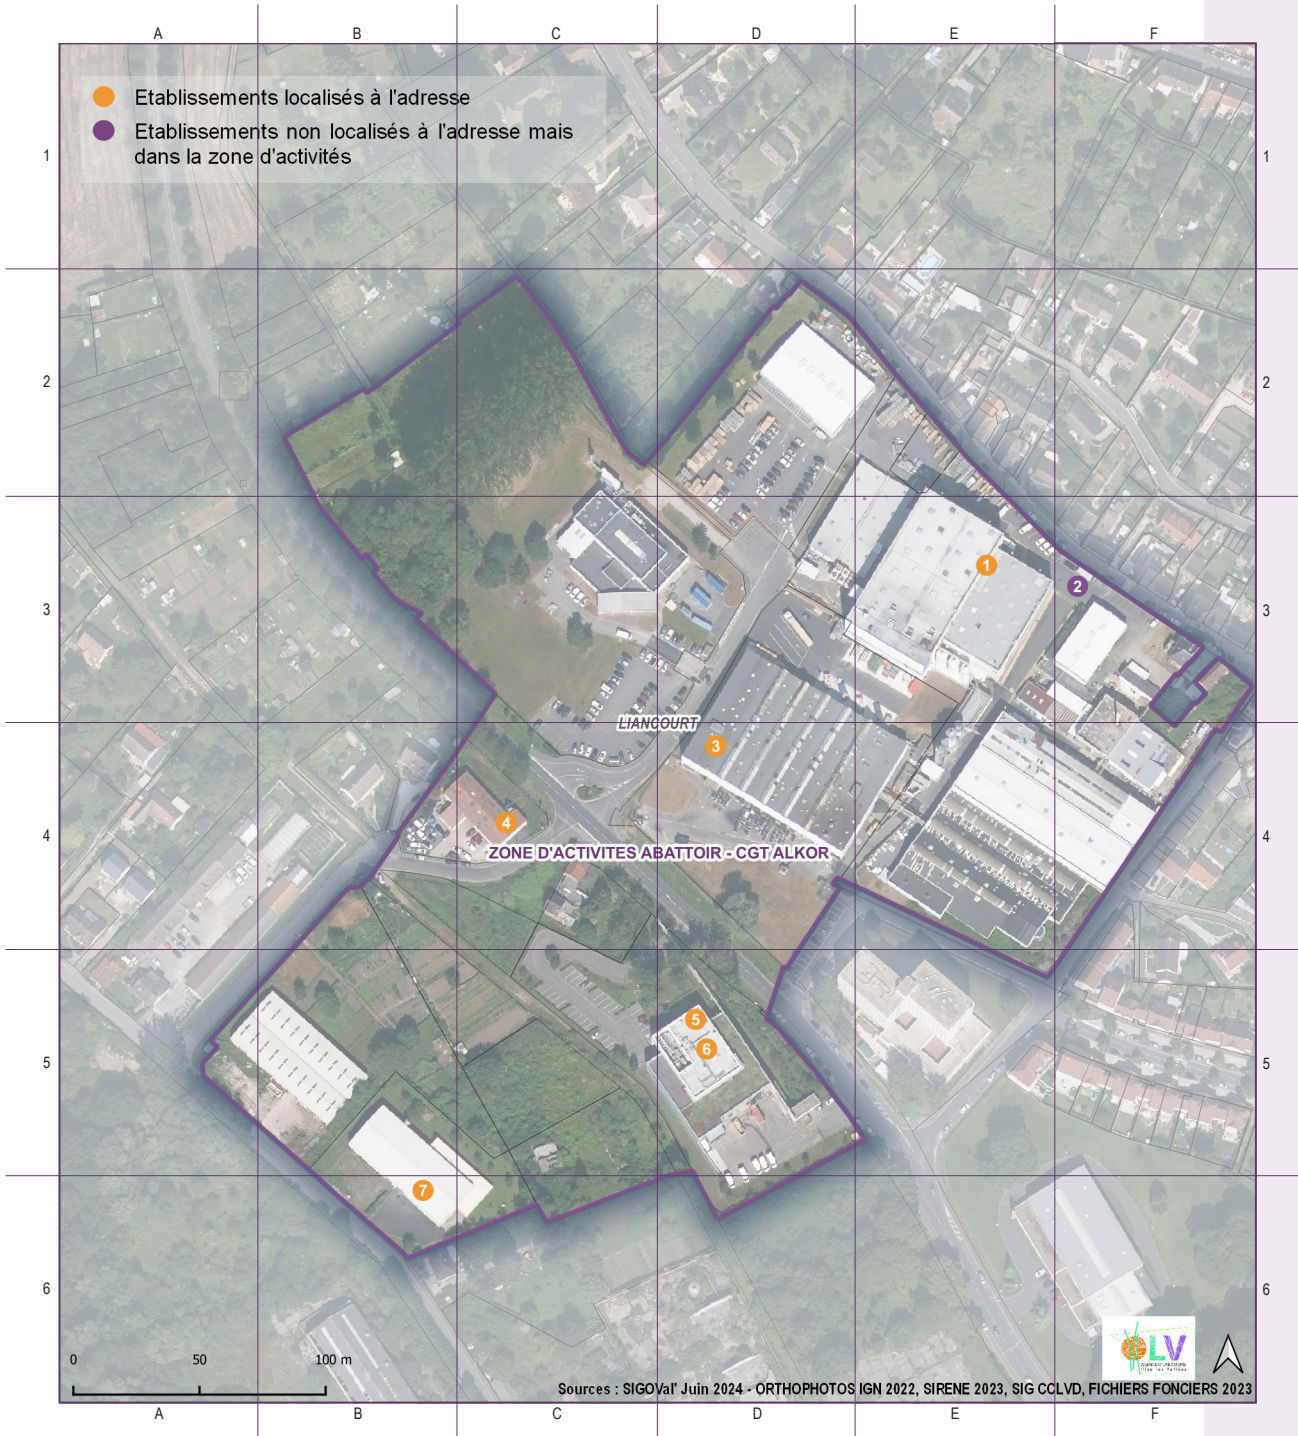 A B C D E F
Etablissements localisés à l'adresse
Etablissements non localisés à l'adresse mais
dans la zone d'activités
1 1
2 2
3 3
1
2
LIANCOURT
3
4 4
4
ZONE D'ACTIVITES ABATTOIR - CGT ALKOR
5 5
5
6
7
6 6
0 50 100 m
LV
Sources : SIGOVal' Juin 2024 - ORTHOPHOTOS IGN 2022, SIRENE 2023, SIG CCLVD, FICHIERS FONCIERS 2023
A B C D E F